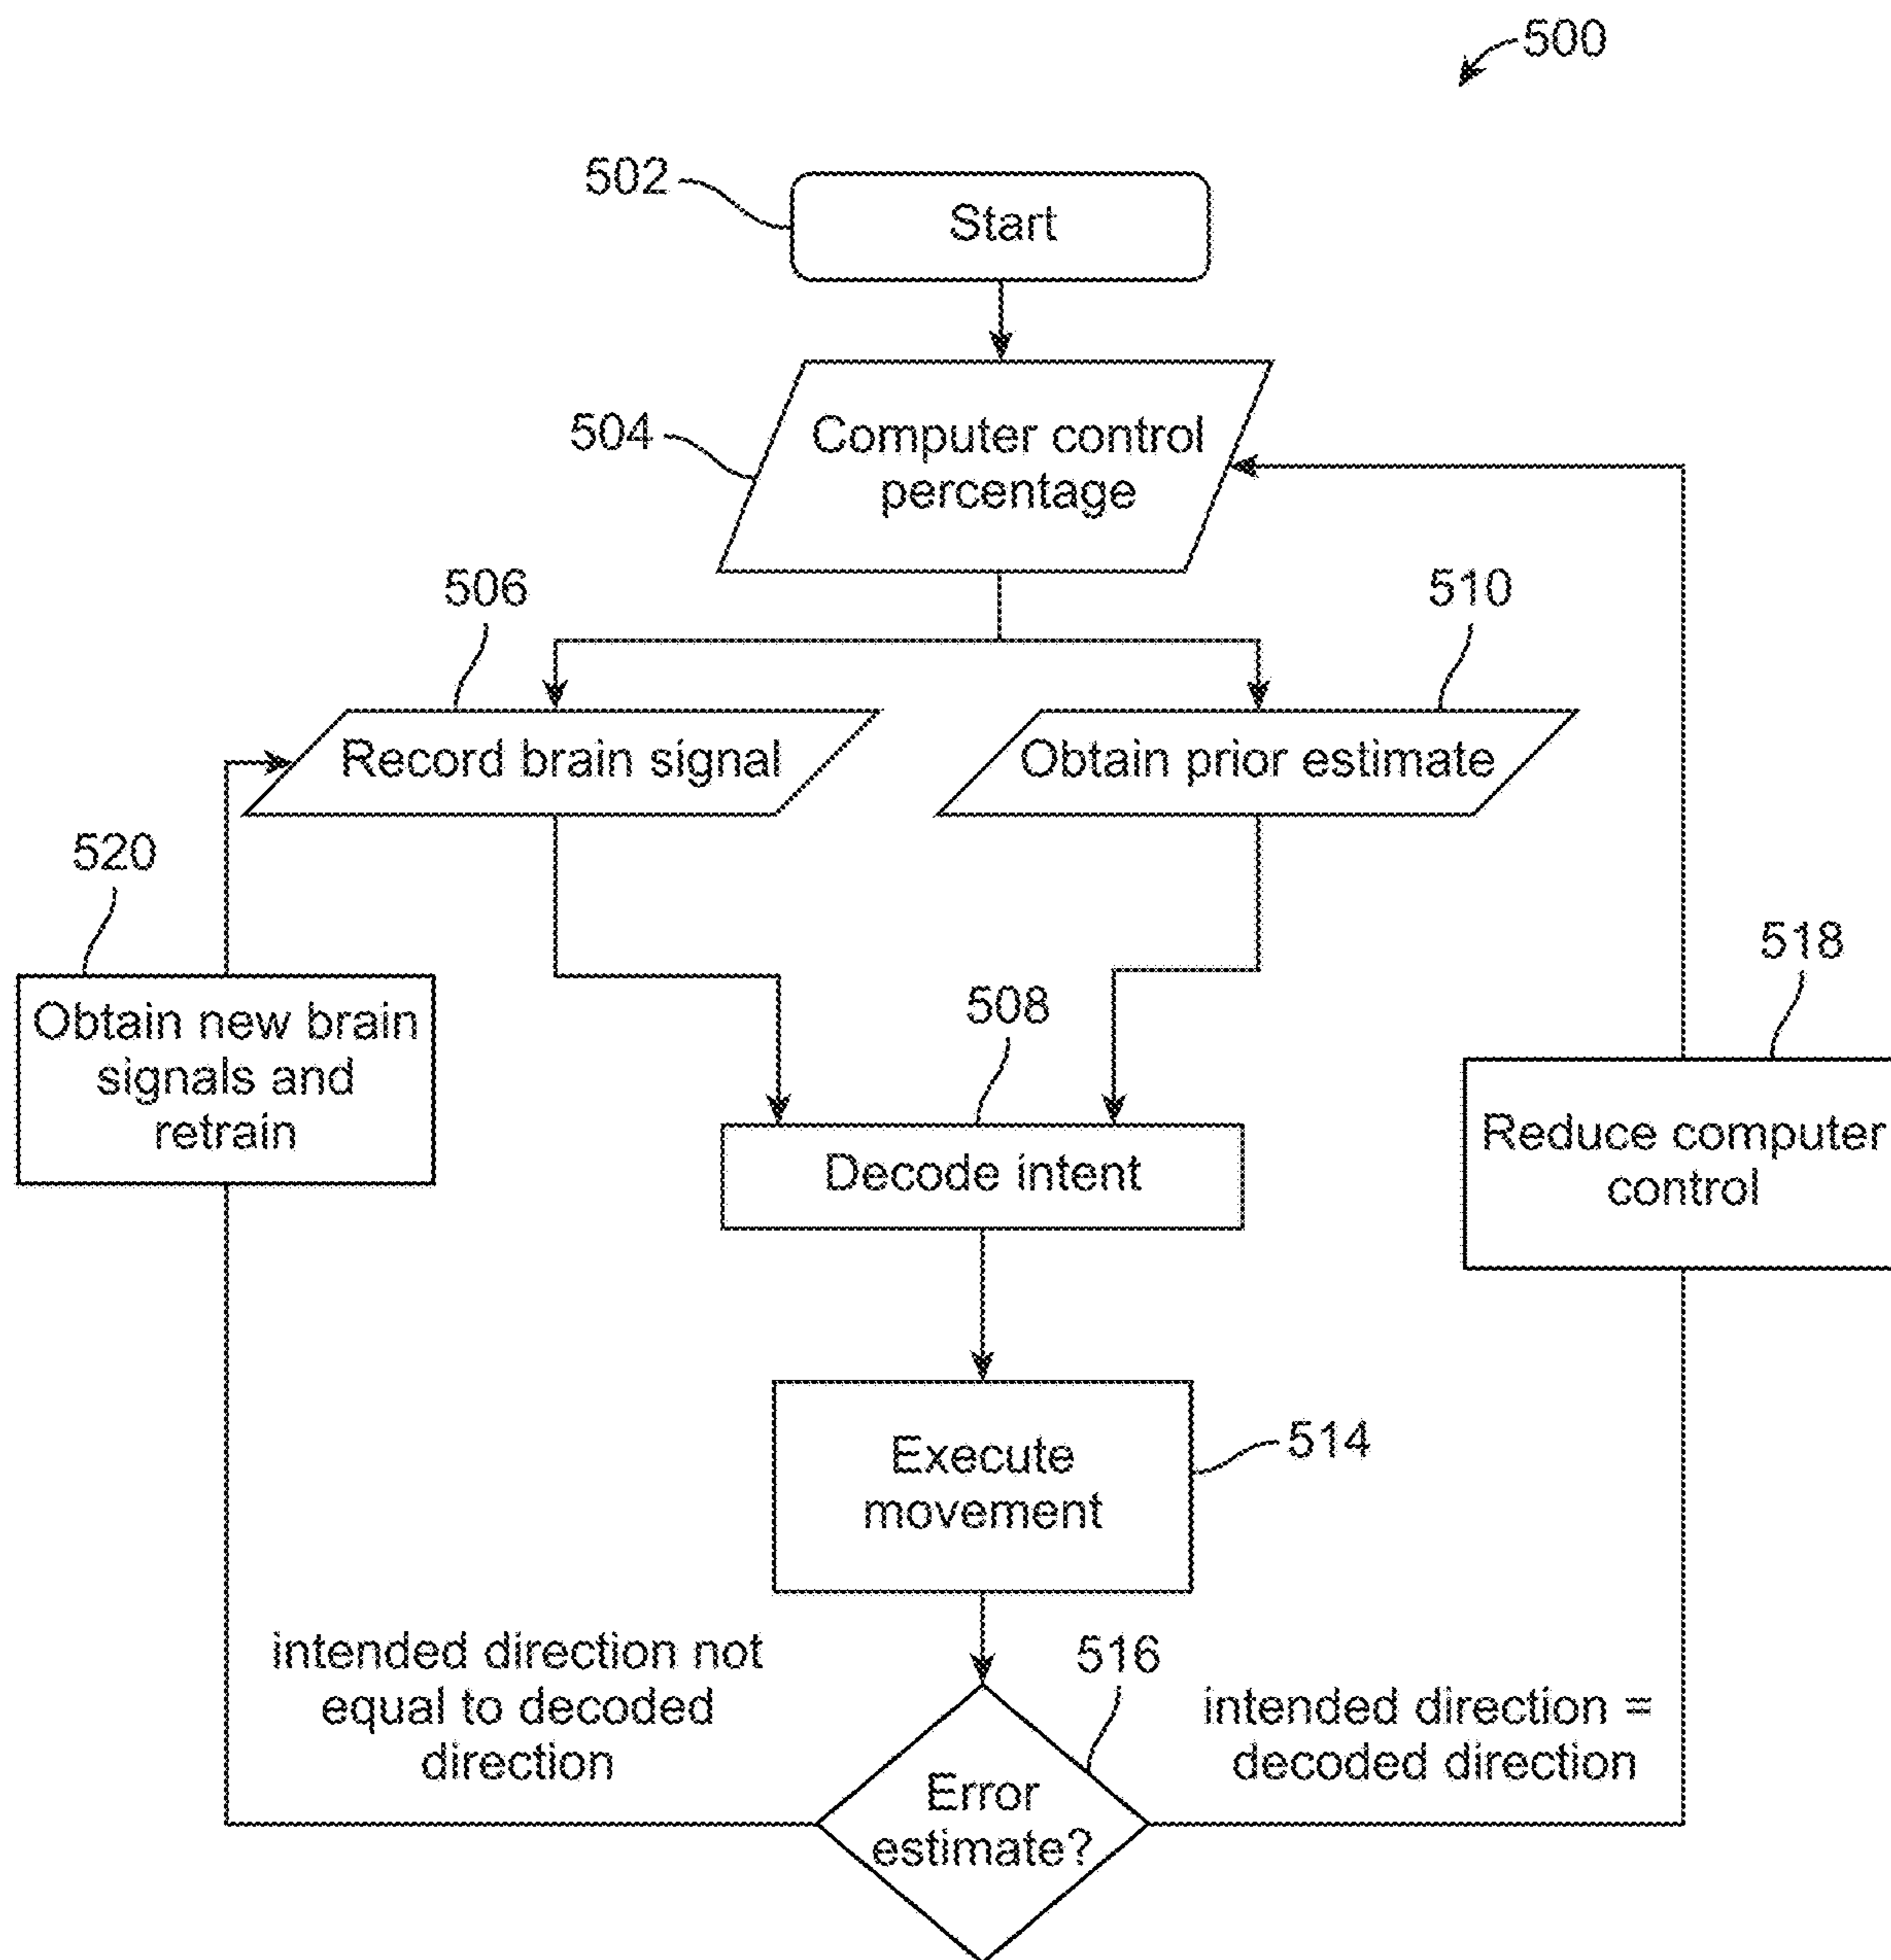 500
502
Start
504
Computer control
percentage
506
510
Record brain signal
Obtain prior estimate
520
Obtain new brain
signals and
retrain
508
Decode intent
518
Reduce computer
control
Execute
movement
514
intended direction not
equal to decoded
direction
516
intended direction =
decoded direction
Error
estimate?